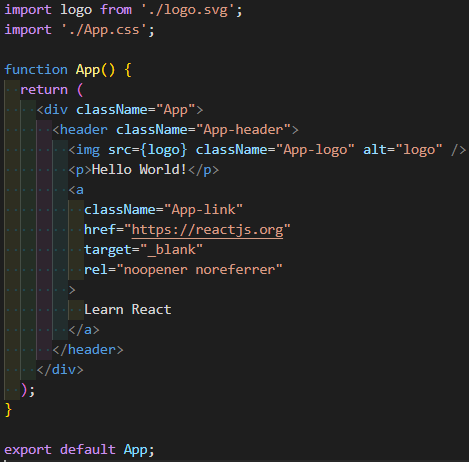 import logo from './logo.svg';
import './App.css';

function App() {
  return (
    <div className="App">
      <header className="App-header">
        <img src={logo} className="App-logo" alt="logo" />
        <p>Hello World!</p>
        <a
          className="App-link"
          href="https://reactjs.org"
          target="_blank"
          rel="noopener noreferrer"
        >
          Learn React
        </a>
      </header>
    </div>
  );
}

export default App;